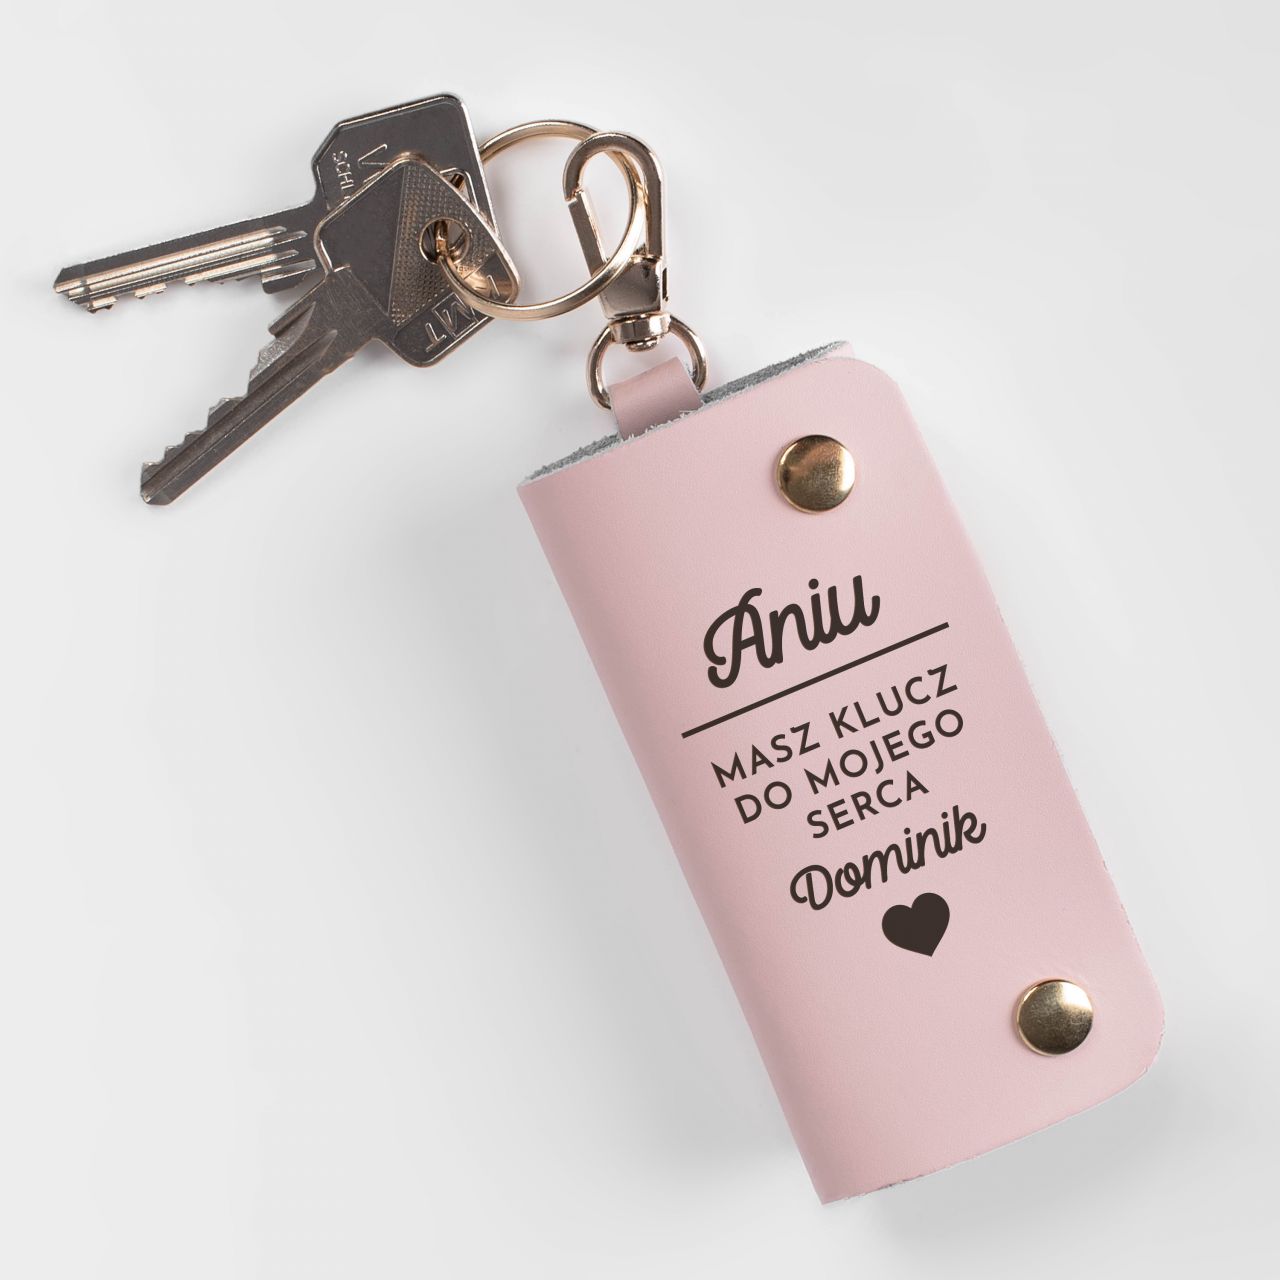 Aniu
MASZ KLUCZ
DO MOJEGO
SERCA
Dominik